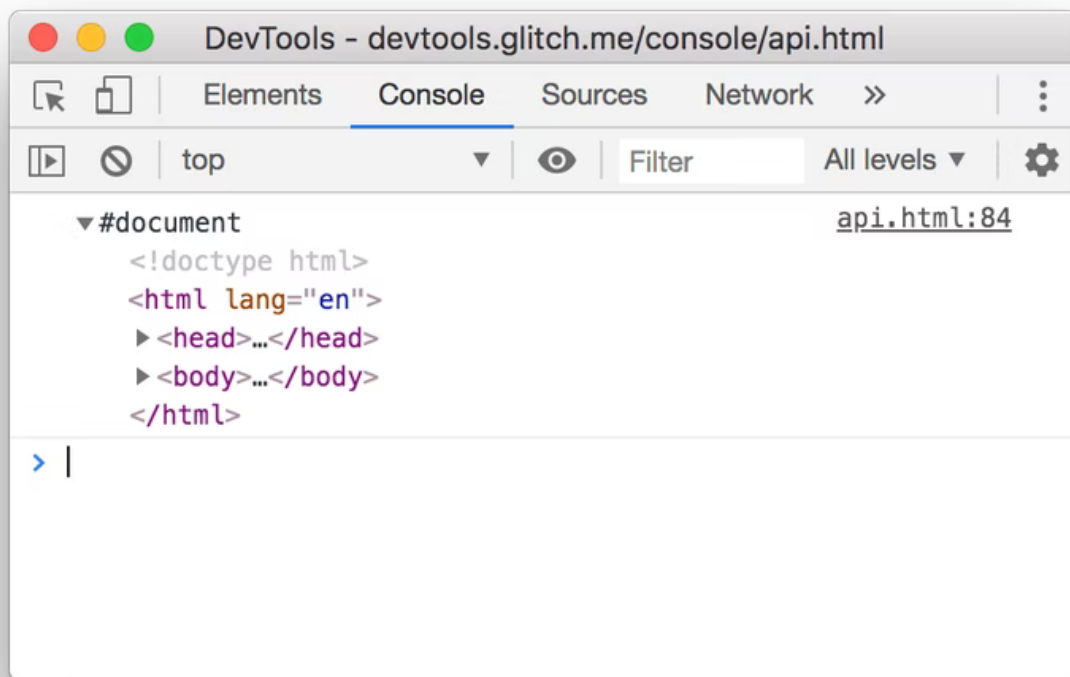 DevTools - devtools.glitch.me/console/api.html
Elements Console Sources Network »
top Filter All levels
#document api.html:84
<!doctype html>
<html lang="en">
<head>…</head>
<body>…</body>
</html>
>